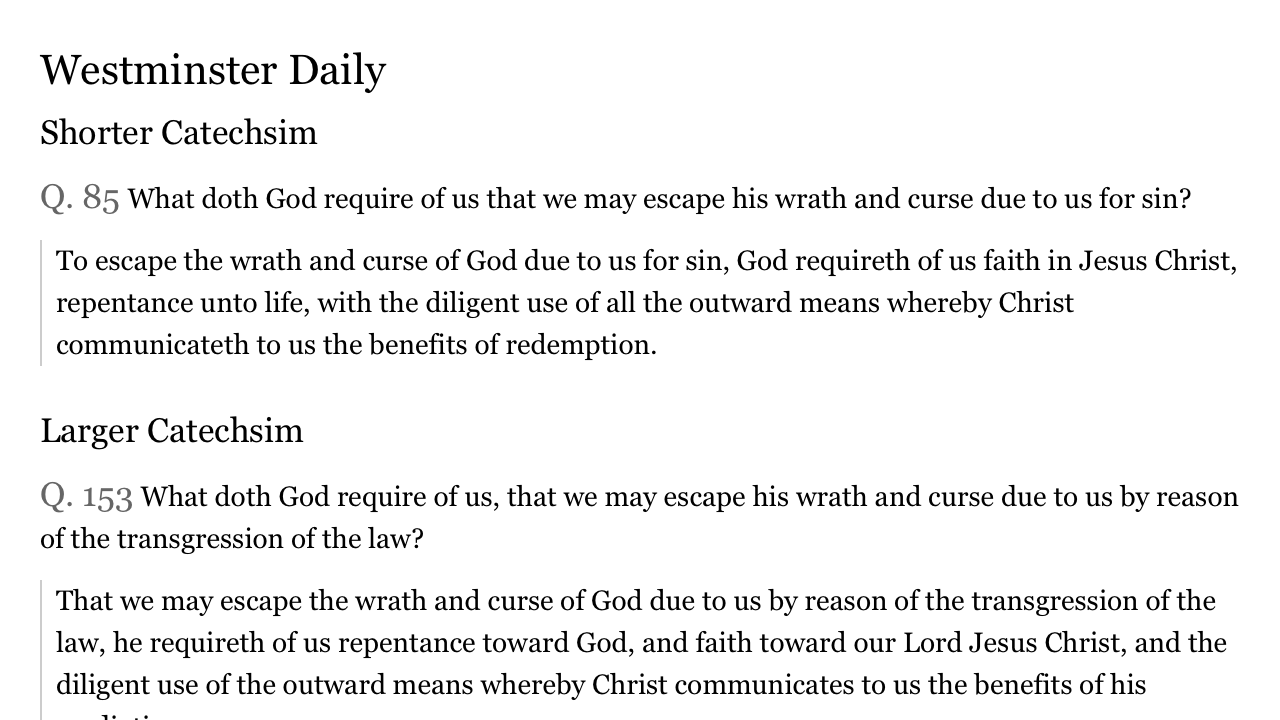 Westminster Daily
Shorter Catechsim
Q. 85 What doth God require of us that we may escape his wrath and curse due to us for sin?
To escape the wrath and curse of God due to us for sin, God requireth of us faith in Jesus Christ,
repentance unto life, with the diligent use of all the outward means whereby Christ
communicateth to us the benefits of redemption.
Larger Catechsim
Q. 153 What doth God require of us, that we may escape his wrath and curse due to us by reason
of the transgression of the law?
That we may escape the wrath and curse of God due to us by reason of the transgression of the
law, he requireth of us repentance toward God, and faith toward our Lord Jesus Christ, and the
diligent use of the outward means whereby Christ communicates to us the benefits of his